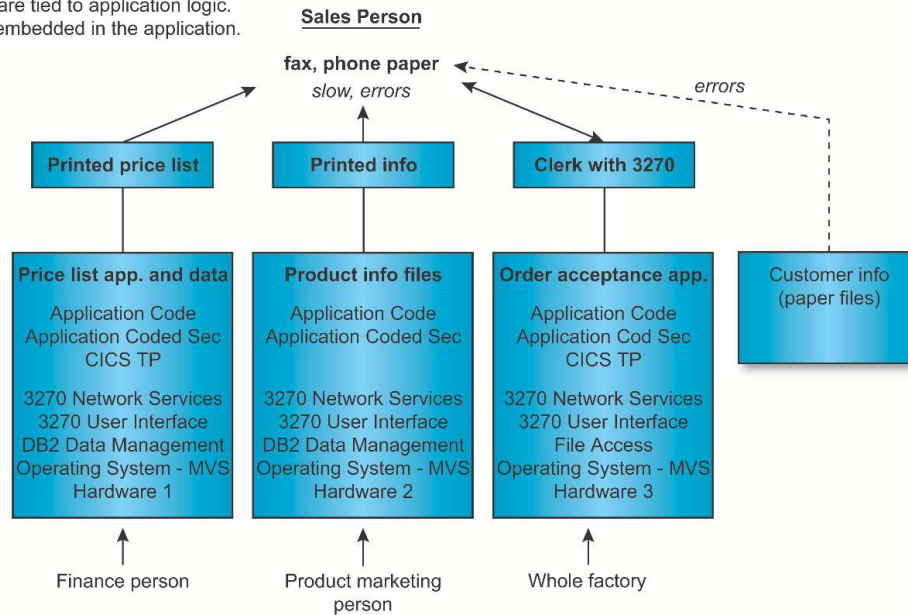 are tied to application logic.
embedded in the application.
Sales Person
fax, phone paper
slow, errors
errors
Printed price list
Printed info
Clerk with 3270
Price list app. and data
Application Code
Application Coded Sec
CICS TP
3270 Network Services
3270 User Interface
DB2 Data Management
Operating System - MVS
Hardware 1
Product info files
Application Code
Application Coded Sec
3270 Network Services
3270 User Interface
DB2 Data Management
Operating System - MVS
Hardware 2
Order acceptance app.
Application Code
Application Cod Sec
CICS TP
3270 Network Services
3270 User Interface
File Access
Operating System - MVS
Hardware 3
Customer info
(paper files)
Finance person
Product marketing
person
Whole factory